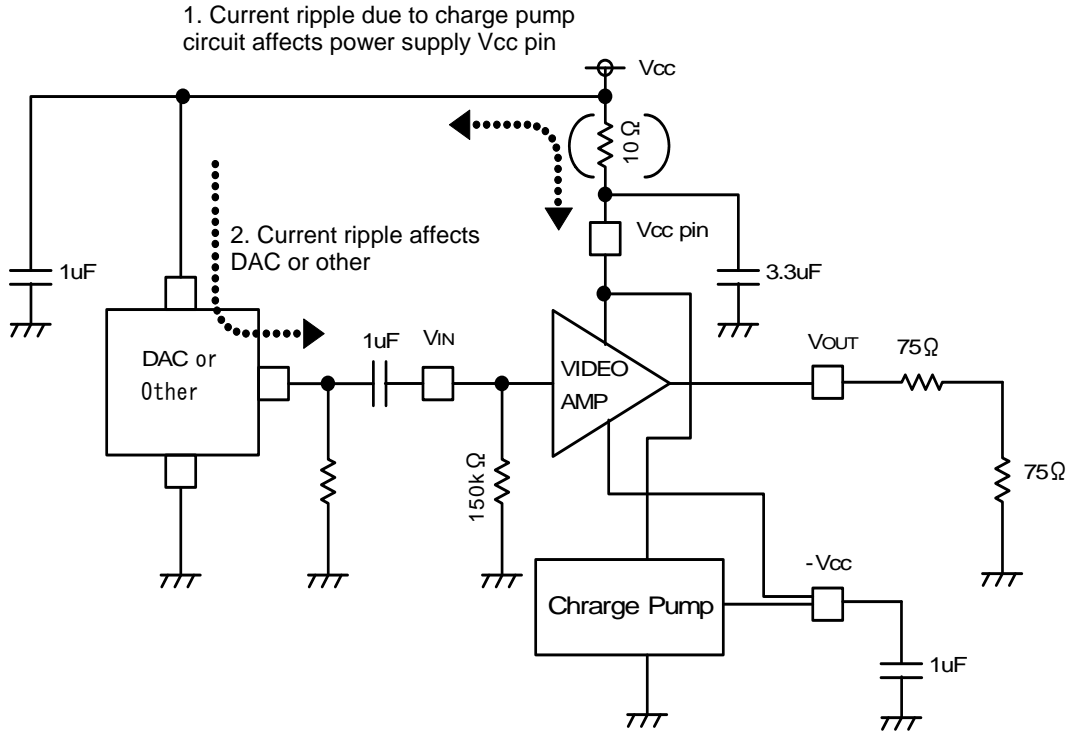 1. Current ripple due to charge pump
circuit affects power supply Vcc pin
Vcc
10Ω
2. Current ripple affects
DAC or other
Vcc pin
1uF
3.3uF
DAC or
Other
1uF
VIN
VIDEO
AMP
VOUT
75Ω
75Ω
150kΩ
-Vcc
Chrarge Pump
1uF